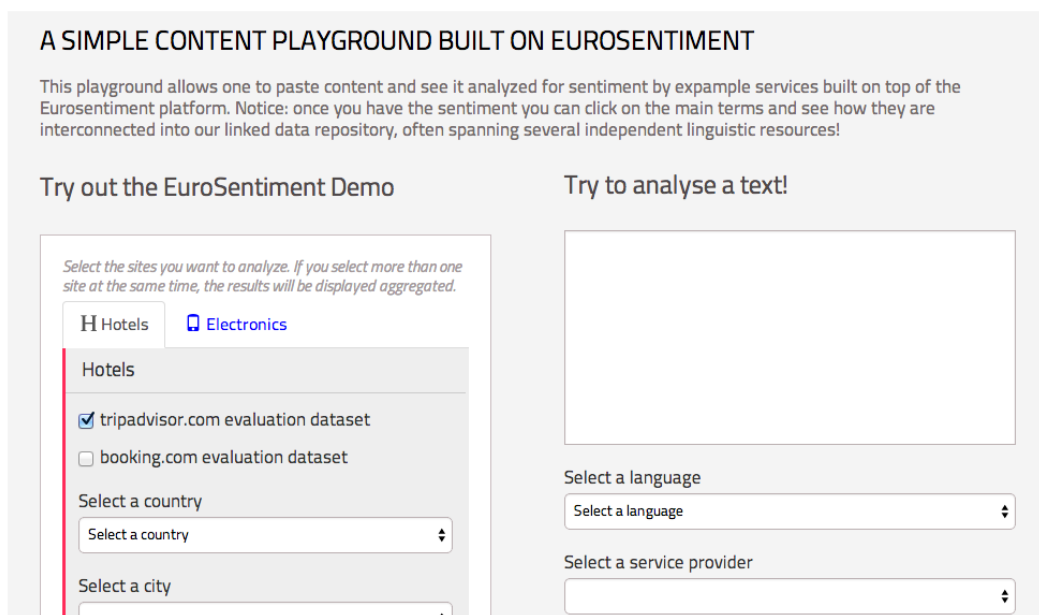 A SIMPLE CONTENT PLAYGROUND BUILT ON EUROSENTIMENT
This playground allows one to paste content and see it analyzed for sentiment by expample services built on top of the
Eurosentiment platform. Notice: once you have the sentiment you can click on the main terms and see how they are
interconnected into our linked data repository, often spanning several independent linguistic resources!
Try out the EuroSentiment Demo
Select the sites you want to analyze. If you select more than one
site at the same time, the results will be displayed aggregated.
H Hotels
Electronics
Hotels
tripadvisor.com evaluation dataset
booking.com evaluation dataset
Select a country
Select a country
Select a city
Try to analyse a text!
Select a language
Select a language
Select a service provider